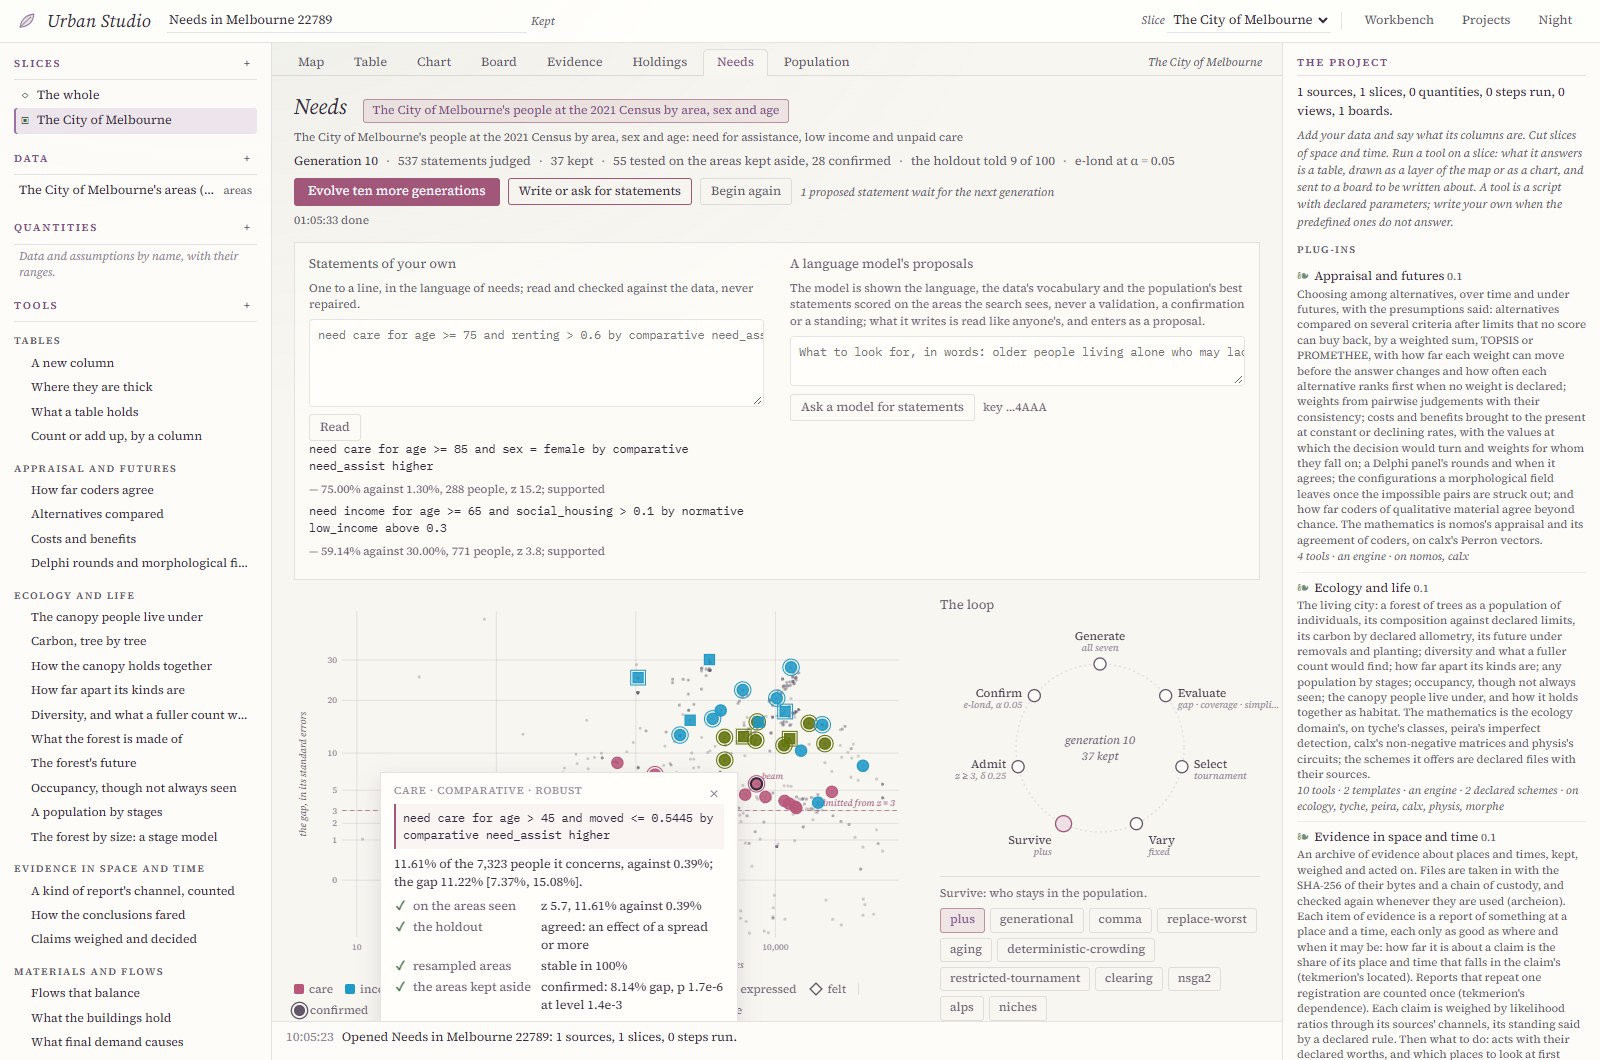 Urban Studio
Needs in Melbourne 22789
Kept
Slice The City of Melbourne
Workbench
Projects
Night
SLICES +
The whole
The City of Melbourne
DATA +
The City of Melbourne's areas (... areas
QUANTITIES +
Data and assumptions by name, with their
ranges.
TOOLS +
TABLES
A new column
Where they are thick
What a table holds
Count or add up, by a column
APPRAISAL AND FUTURES
How far coders agree
Alternatives compared
Costs and benefits
Delphi rounds and morphological fi...
ECOLOGY AND LIFE
The canopy people live under
Carbon, tree by tree
How the canopy holds together
How far apart its kinds are
Diversity, and what a fuller count w...
What the forest is made of
The forest's future
Occupancy, though not always seen
A population by stages
The forest by size: a stage model
EVIDENCE IN SPACE AND TIME
A kind of report's channel, counted
How the conclusions fared
Claims weighed and decided
MATERIALS AND FLOWS
Flows that balance
What the buildings hold
What final demand causes
Map
Table
Chart
Board
Evidence
Holdings
Needs
Population
The City of Melbourne
Needs
The City of Melbourne's people at the 2021 Census by area, sex and age
The City of Melbourne's people at the 2021 Census by area, sex and age: need for assistance, low income and unpaid care
Generation 10 · 537 statements judged · 37 kept · 55 tested on the areas kept aside, 28 confirmed · the holdout told 9 of 100 · e-lond at α = 0.05
Evolve ten more generations
Write or ask for statements
Begin again
1 proposed statement wait for the next generation
01:05:33 done
Statements of your own
One to a line, in the language of needs; read and checked against the data, never
repaired.
need care for age >= 75 and renting > 0.6 by comparative need_ass
Read
need care for age >= 85 and sex = female by comparative
need_assist higher
— 75.00% against 1.30%, 288 people, z 15.2; supported
need income for age >= 65 and social_housing > 0.1 by normative
low_income above 0.3
— 59.14% against 30.00%, 771 people, z 3.8; supported
A language model's proposals
The model is shown the language, the data's vocabulary and the population's best
statements scored on the areas the search sees, never a validation, a confirmation
or a standing; what it writes is read like anyone's, and enters as a proposal.
What to look for, in words: older people living alone who may lac
Ask a model for statements
key ...4AAA
the gap, in its standard errors
30
20
10
5
3
2
1
0
10
10,000
beam
admitted from z = 3
CARE · COMPARATIVE · ROBUST ×
need care for age > 45 and moved <= 0.5445 by
comparative need_assist higher
11.61% of the 7,323 people it concerns, against 0.39%;
the gap 11.22% [7.37%, 15.08%].
✓ on the areas seen z 5.7, 11.61% against 0.39%
✓ the holdout agreed: an effect of a spread
or more
✓ resampled areas stable in 100%
✓ the areas kept aside confirmed: 8.14% gap, p 1.7e-6
at level 1.4e-3
care
expressed
felt
confirmed
The loop
Generate
all seven
Evaluate
gap · coverage · simpli...
Select
tournament
Vary
fixed
Survive
plus
Admit
z ≥ 3, δ 0.25
Confirm
e-lond, α 0.05
generation 10
37 kept
Survive: who stays in the population.
plus
generational
comma
replace-worst
aging
deterministic-crowding
restricted-tournament
clearing
nsga2
alps
niches
10:05:23 Opened Needs in Melbourne 22789: 1 sources, 1 slices, 0 steps run.
THE PROJECT
1 sources, 1 slices, 0 quantities, 0 steps run, 0
views, 1 boards.
Add your data and say what its columns are. Cut slices
of space and time. Run a tool on a slice: what it answers
is a table, drawn as a layer of the map or as a chart, and
sent to a board to be written about. A tool is a script
with declared parameters; write your own when the
predefined ones do not answer.
PLUG-INS
Appraisal and futures 0.1
Choosing among alternatives, over time and under
futures, with the presumptions said: alternatives
compared on several criteria after limits that no score
can buy back, by a weighted sum, TOPSIS or
PROMETHEE, with how far each weight can move
before the answer changes and how often each
alternative ranks first when no weight is declared;
weights from pairwise judgements with their
consistency; costs and benefits brought to the present
at constant or declining rates, with the values at
which the decision would turn and weights for whom
they fall on; a Delphi panel's rounds and when it
agrees; the configurations a morphological field
leaves once the impossible pairs are struck out; and
how far coders of qualitative material agree beyond
chance. The mathematics is nomos's appraisal and its
agreement of coders, on calx's Perron vectors.
4 tools · an engine · on nomos, calx
Ecology and life 0.1
The living city: a forest of trees as a population of
individuals, its composition against declared limits,
its carbon by declared allometry, its future under
removals and planting; diversity and what a fuller
count would find; how far apart its kinds are; any
population by stages; occupancy, though not always
seen; the canopy people live under, and how it holds
together as habitat. The mathematics is the ecology
domain's, on tyche's classes, peira's imperfect
detection, calx's non-negative matrices and physis's
circuits; the schemes it offers are declared files with
their sources.
10 tools · 2 templates · an engine · 2 declared schemes · on
ecology, tyche, peira, calx, physis, morphe
Evidence in space and time 0.1
An archive of evidence about places and times, kept,
weighed and acted on. Files are taken in with the
SHA-256 of their bytes and a chain of custody, and
checked again whenever they are used (archeion).
Each item of evidence is a report of something at a
place and a time, each only as good as where and
when it may be: how far it is about a claim is the
share of its place and time that falls in the claim's
(tekmerion's located). Reports that repeat one
registration are counted once (tekmerion's
dependence). Each claim is weighed by likelihood
ratios through its sources' channels, its standing said
by a declared rule. Then what to do: acts with their
declared worths, and which places to look at first